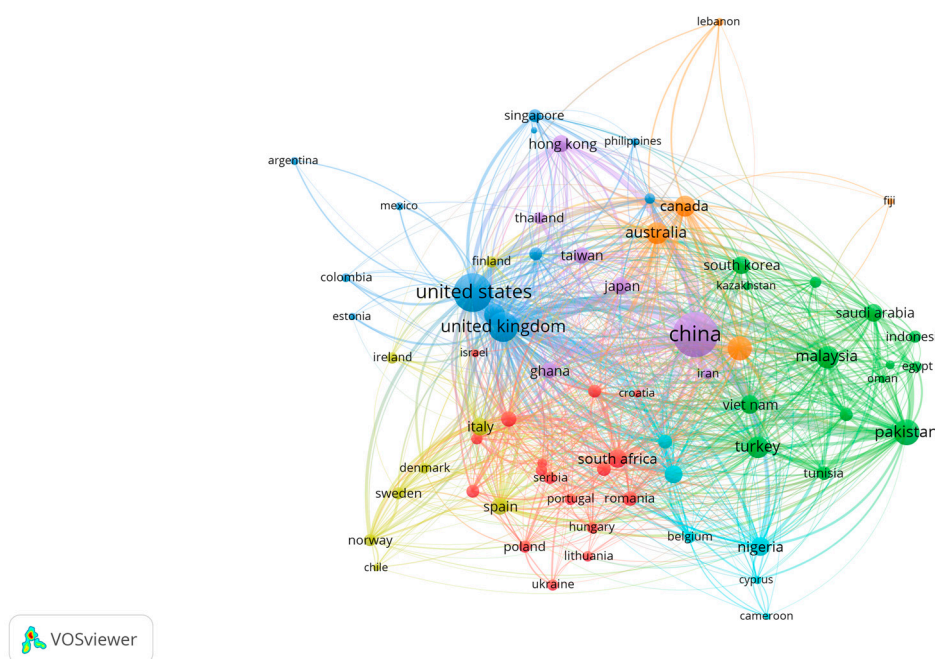 lebanon
singapore
hong kong
philippines
argentina
mexico
canada
fiji
thailand
australia
finland
taiwan
south korea
colombia
japan
kazakhstan
united states
estonia
saudi arabia
united kingdom
china
indones
ireland
israel
malaysia
ghana
iran
egypt
oman
croatia
viet nam
italy
pakistan
turkey
south africa
denmark
serbia
tunisia
sweden
portugal
romania
spain
hungary
norway
belgium
poland
nigeria
lithuania
chile
cyprus
ukraine
cameroon
VOSviewer